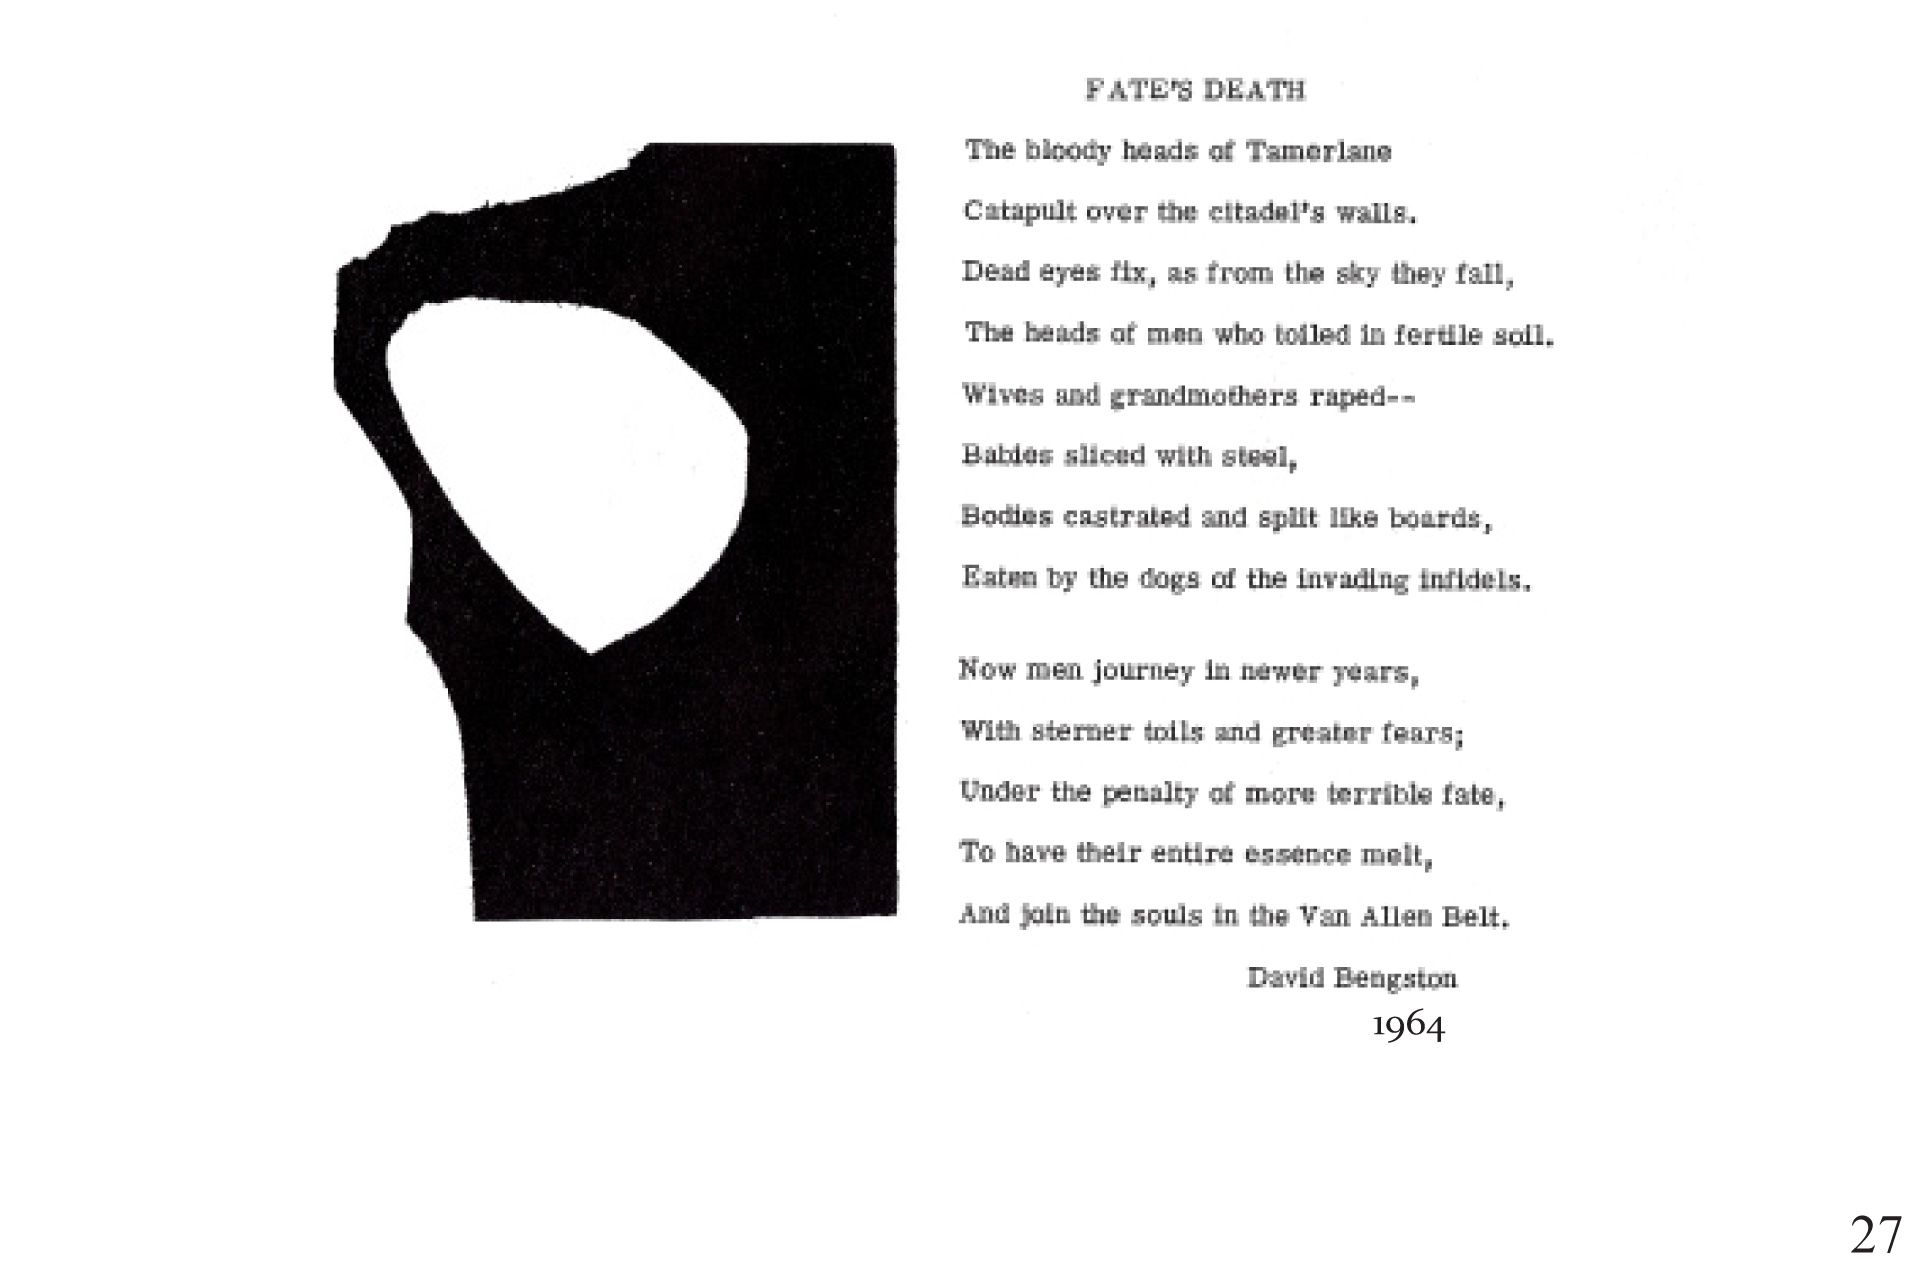 FATE'S DEATH
The bloody heads of Tamerlane
Catapult over the citadel's walls.
Dead eyes fix, as from the sky they fall,
The heads of men who toiled in fertile soil.
Wives and grandmothers raped--
Babies sliced with steel,
Bodies castrated and split like boards,
Eaten by the dogs of the invading infidels.
Now men journey in newer years,
With sterner toils and greater fears;
Under the penalty of more terrible fate,
To have their entire essence melt,
And join the souls in the Van Allen Belt.
David Bengston
1964
27